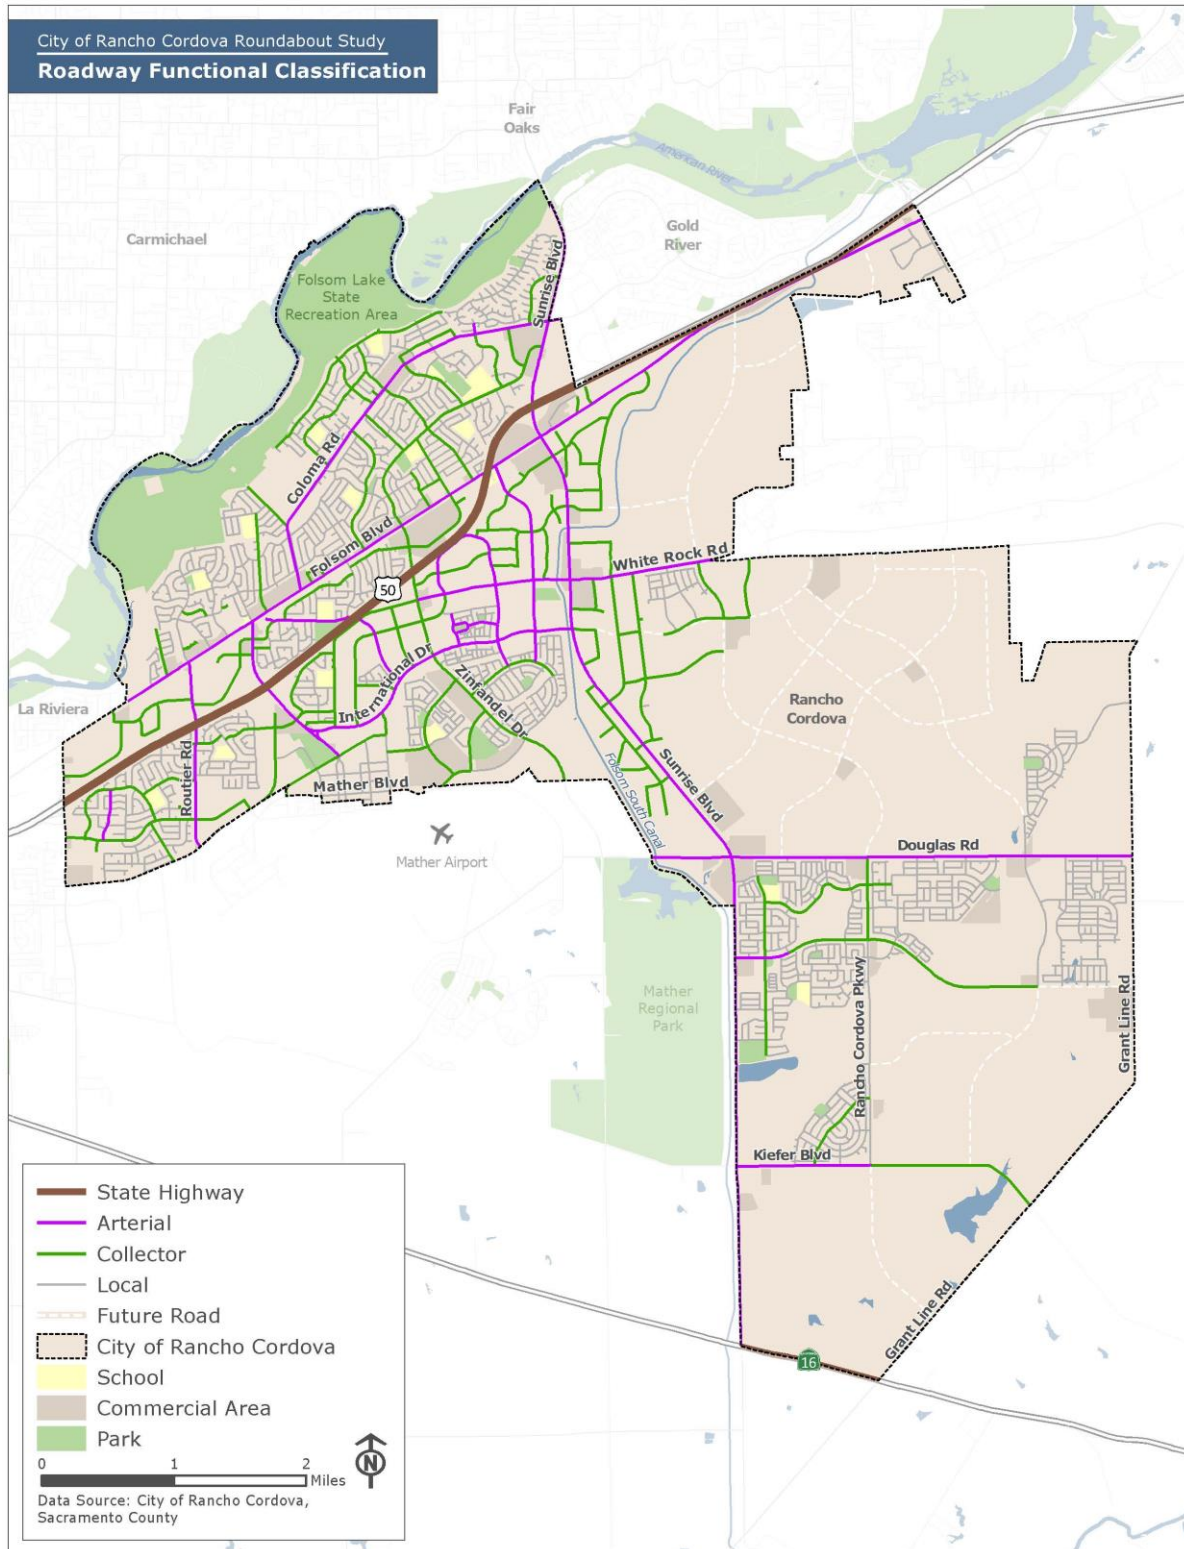 City of Rancho Cordova Roundabout Study
Roadway Functional Classification
Fair
Oaks
American River
Carmichael
Gold
River
Folsom Lake
State
Recreation Area
Sunrise Blvd
Coloma Rd
Folsom Blvd
White Rock Rd
50
International Dr
Zinfandel Dr
La Riviera
Rancho
Cordova
Routier Rd
Mather Blvd
Folsom South Canal
Sunrise Blvd
Mather Airport
Douglas Rd
Mather
Regional
Park
Rancho Cordova Pkwy
Grant Line Rd
Kiefer Blvd
Grant Line Rd
16
State Highway
Arterial
Collector
Local
Future Road
City of Rancho Cordova
School
Commercial Area
Park
0 1 2
Miles
N
Data Source: City of Rancho Cordova,
Sacramento County